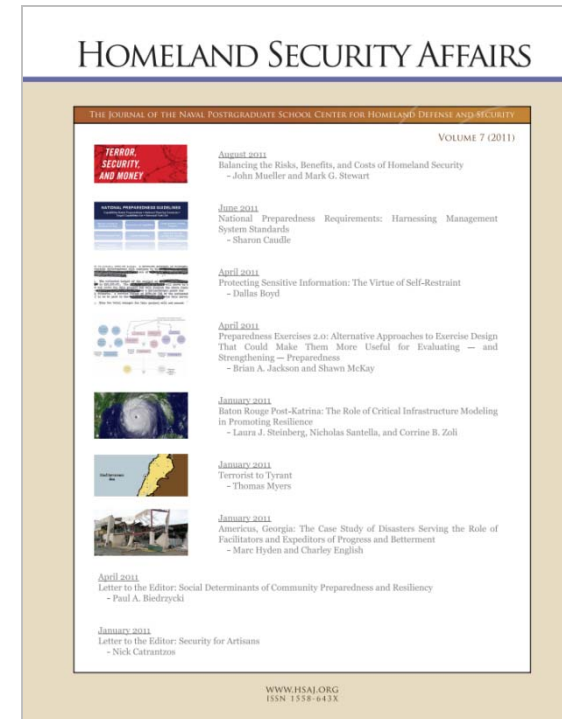 HOMELAND SECURITY AFFAIRS
THE JOURNAL OF THE NAVAL POSTRGRADUATE SCHOOL CENTER FOR HOMELAND DEFENSE AND SECURITY
VOLUME 7 (2011)
TERROR,
SECURITY,
AND MONEY
August 2011
Balancing the Risks, Benefits, and Costs of Homeland Security
– John Mueller and Mark G. Stewart
NATIONAL PREPAREDNESS GUIDELINES
June 2011
National Preparedness Requirements: Harnessing Management
System Standards
– Sharon Caudle
April 2011
Protecting Sensitive Information: The Virtue of Self-Restraint
– Dallas Boyd
April 2011
Preparedness Exercises 2.0: Alternative Approaches to Exercise Design
That Could Make Them More Useful for Evaluating — and
Strengthening — Preparedness
– Brian A. Jackson and Shawn McKay
January 2011
Baton Rouge Post-Katrina: The Role of Critical Infrastructure Modeling
in Promoting Resilience
– Laura J. Steinberg, Nicholas Santella, and Corrine B. Zoli
January 2011
Terrorist to Tyrant
– Thomas Myers
January 2011
Americus, Georgia: The Case Study of Disasters Serving the Role of
Facilitators and Expeditors of Progress and Betterment
– Marc Hyden and Charley English
April 2011
Letter to the Editor: Social Determinants of Community Preparedness and Resiliency
– Paul A. Biedrzycki
January 2011
Letter to the Editor: Security for Artisans
– Nick Catrantzos
WWW.HSAJ.ORG
ISSN 1558-643X